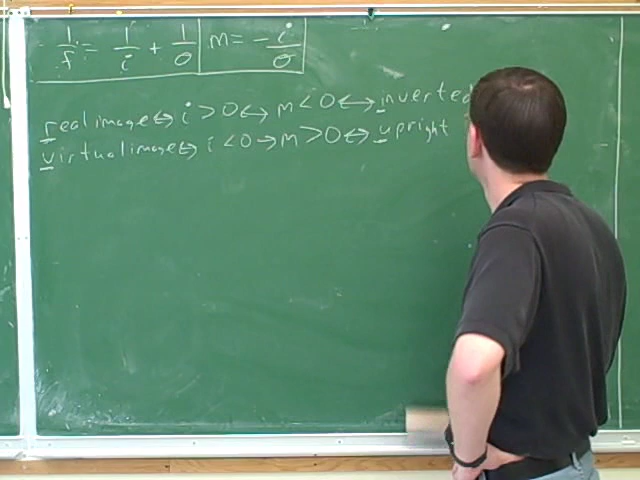 1/f = 1/i + 1/o m = -i/o
real image ↔ i > 0 ↔ m < 0 ↔ inverted
virtual image ↔ i < 0 → m > 0 ↔ upright